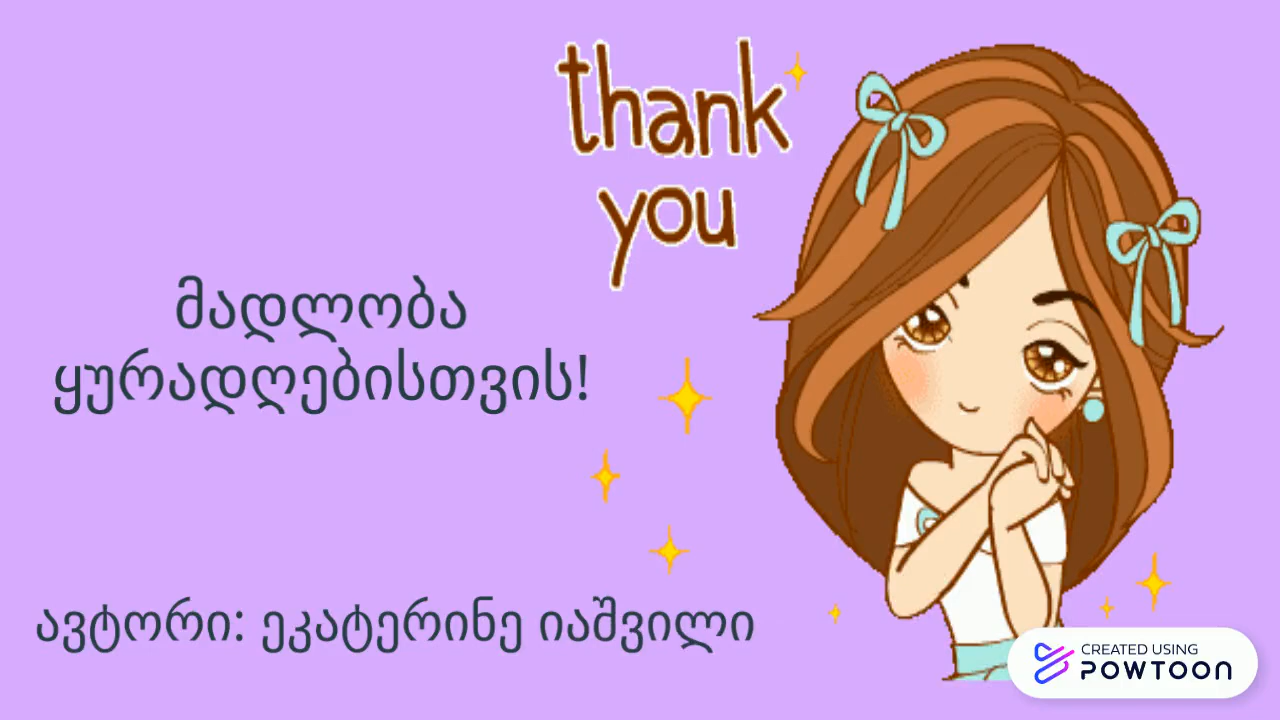 thank
you
მადლობა
ყურადღებისთვის!
ავტორი: ეკატერინე იაშვილი
CREATED USING
POWTOON